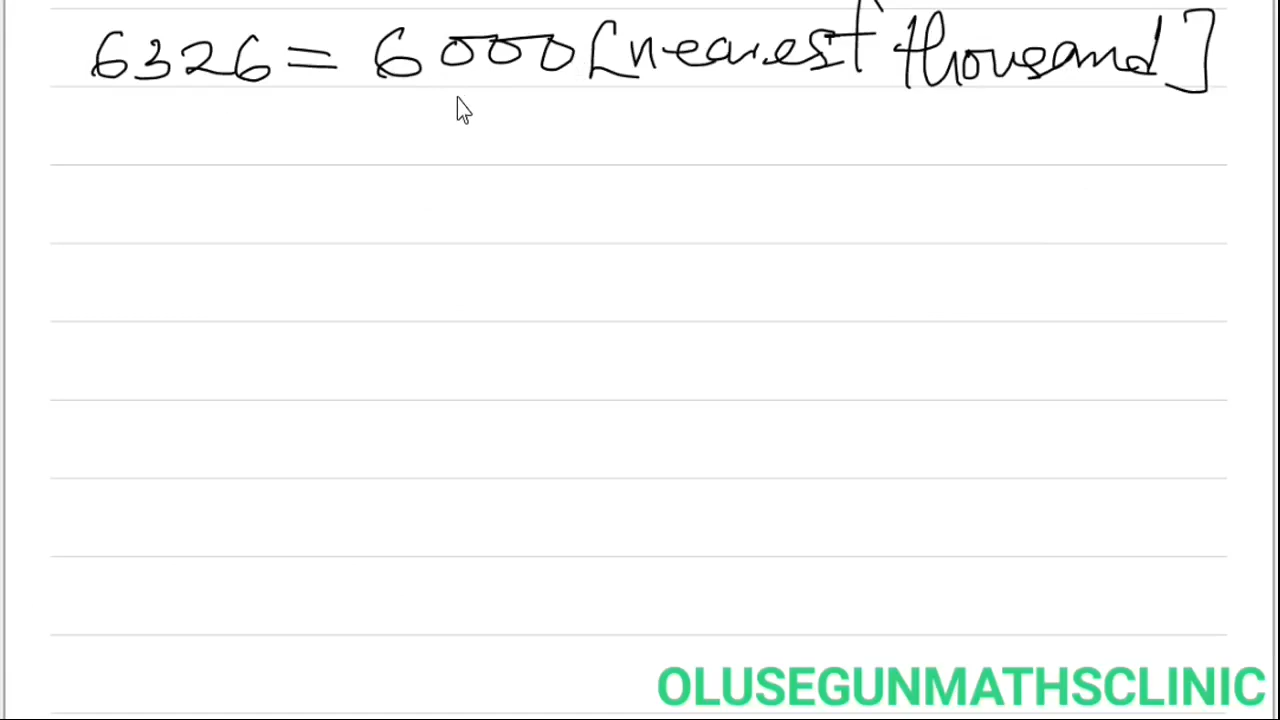 6326 = 6000 [nearest thousand]
OLUSEGUNMATHSCLINIC